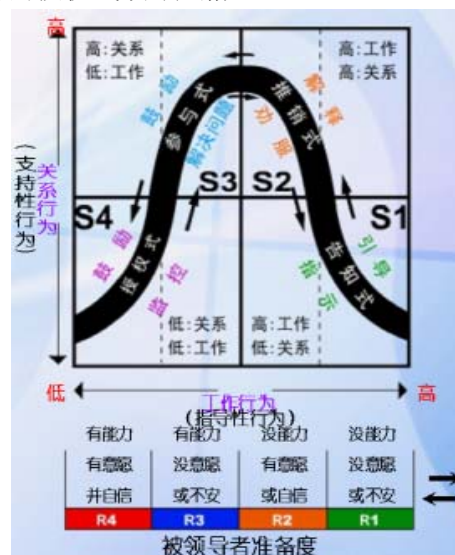 高
高:关系
低:工作
高:工作
高:关系
鼓励
参与式
解决问题
推销式
解释
劝服
(支持性行为)
关系行为
S4
S3
S2
S1
鼓励
授权式
监控
告知式
引导
指示
低:关系
低:工作
高:工作
低:关系
低
工作行为
高
(指导性行为)
有能力 有能力 没能力 没能力
有意愿 没意愿 有意愿 没意愿
并自信 或不安 或自信 或不安
R4 R3 R2 R1
被领导者准备度